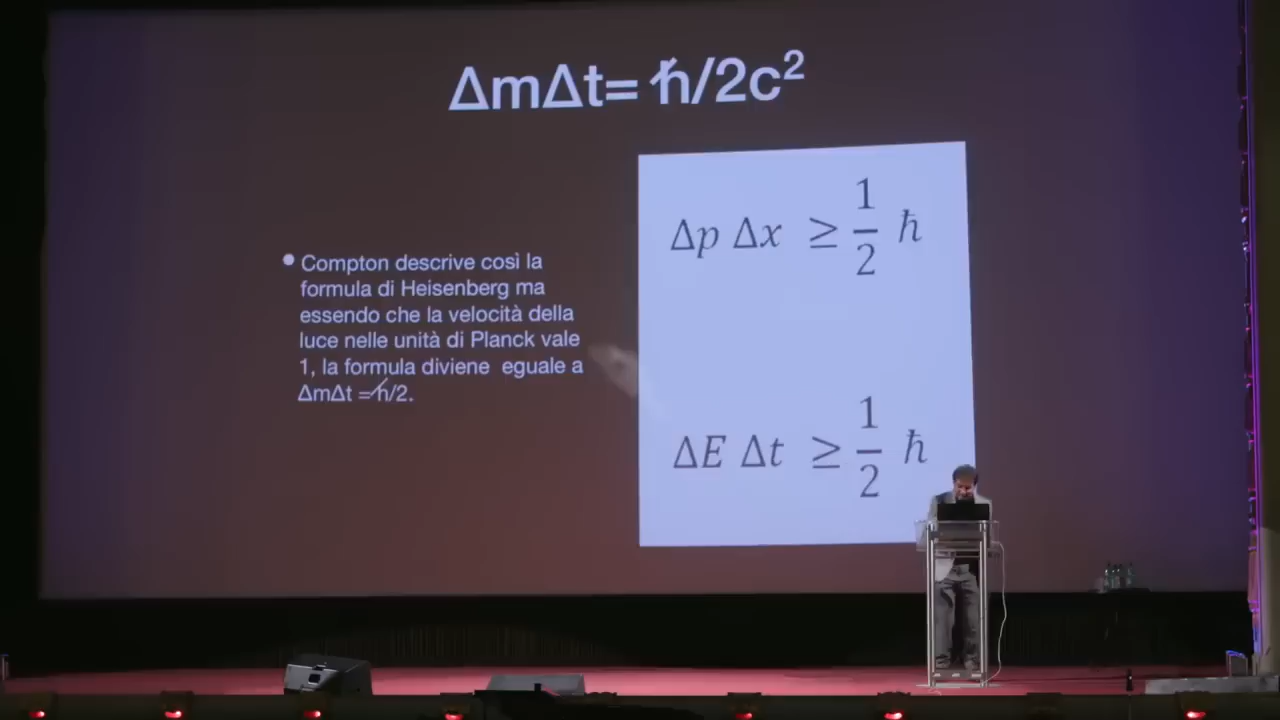 ΔmΔt= ℏ/2c²
• Compton descrive così la
formula di Heisenberg ma
essendo che la velocità della
luce nelle unità di Planck vale
1, la formula diviene eguale a
ΔmΔt =ℏ/2.
Δp Δx ≥ 1/2 ℏ
ΔE Δt ≥ 1/2 ℏ